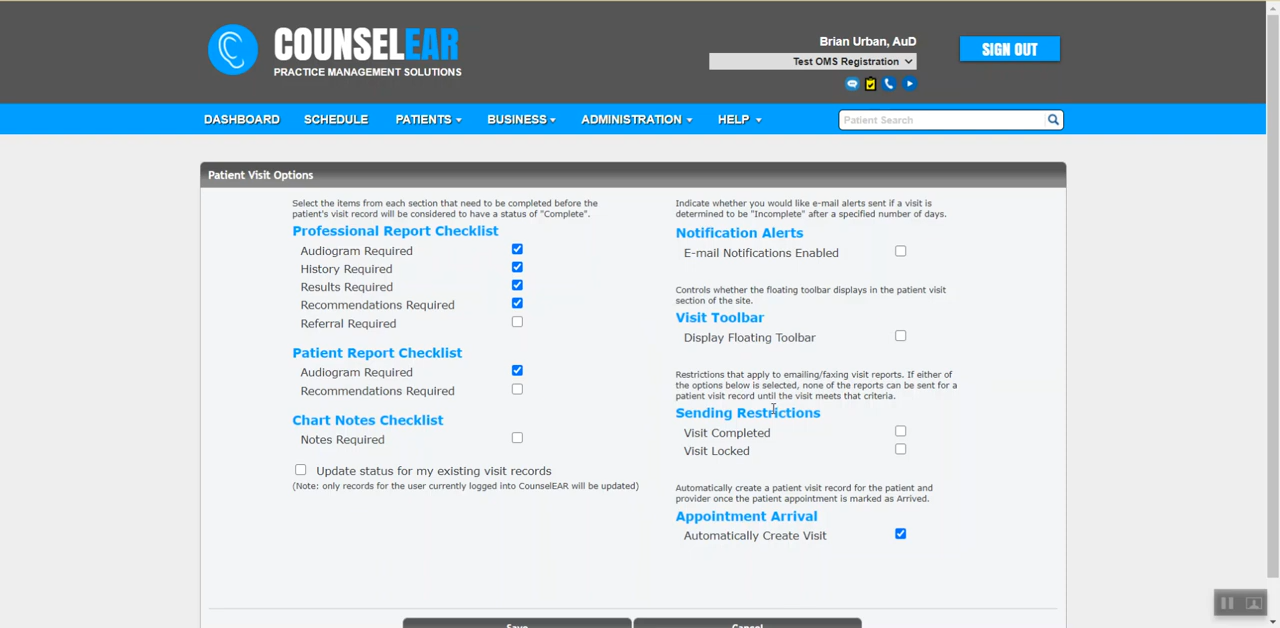 COUNSELEAR
PRACTICE MANAGEMENT SOLUTIONS
Brian Urban, AuD
Test OMS Registration
SIGN OUT
DASHBOARD SCHEDULE PATIENTS BUSINESS ADMINISTRATION HELP Patient Search
Patient Visit Options
Select the items from each section that need to be completed before the
patient's visit record will be considered to have a status of "Complete".
Professional Report Checklist
Audiogram Required
History Required
Results Required
Recommendations Required
Referral Required
Patient Report Checklist
Audiogram Required
Recommendations Required
Chart Notes Checklist
Notes Required
Update status for my existing visit records
(Note: only records for the user currently logged into CounselEAR will be updated)
Indicate whether you would like e-mail alerts sent if a visit is
determined to be "Incomplete" after a specified number of days.
Notification Alerts
E-mail Notifications Enabled
Controls whether the floating toolbar displays in the patient visit
section of the site.
Visit Toolbar
Display Floating Toolbar
Restrictions that apply to emailing/faxing visit reports. If either of
the options below is selected, none of the reports can be sent for a
patient visit record until the visit meets that criteria.
Sending Restrictions
Visit Completed
Visit Locked
Automatically create a patient visit record for the patient and
provider once the patient appointment is marked as Arrived.
Appointment Arrival
Automatically Create Visit
Save Cancel